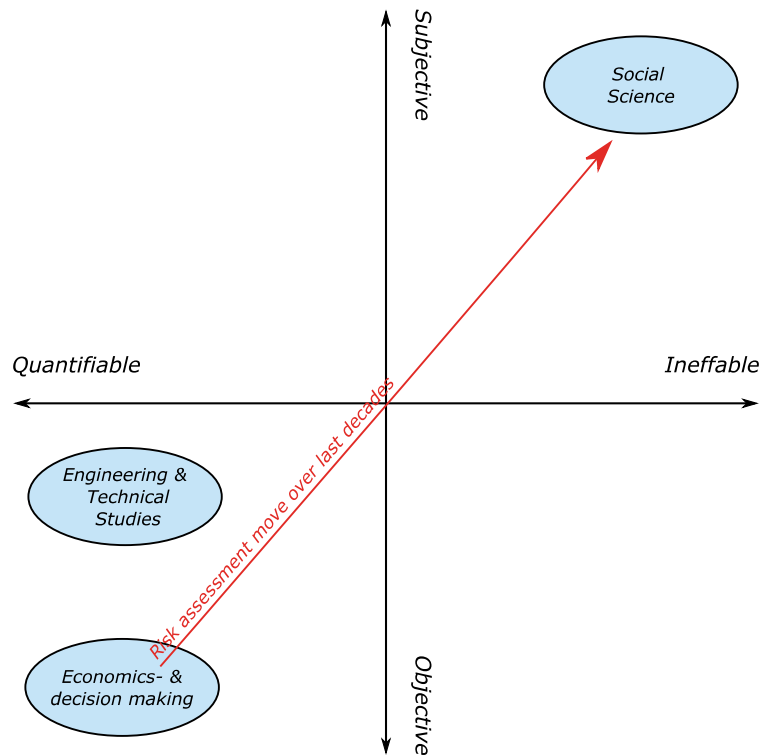 Subjective
Social
Science
Quantifiable
Ineffable
Risk assessment move over last decades
Engineering &
Technical
Studies
Economics- &
decision making
Objective